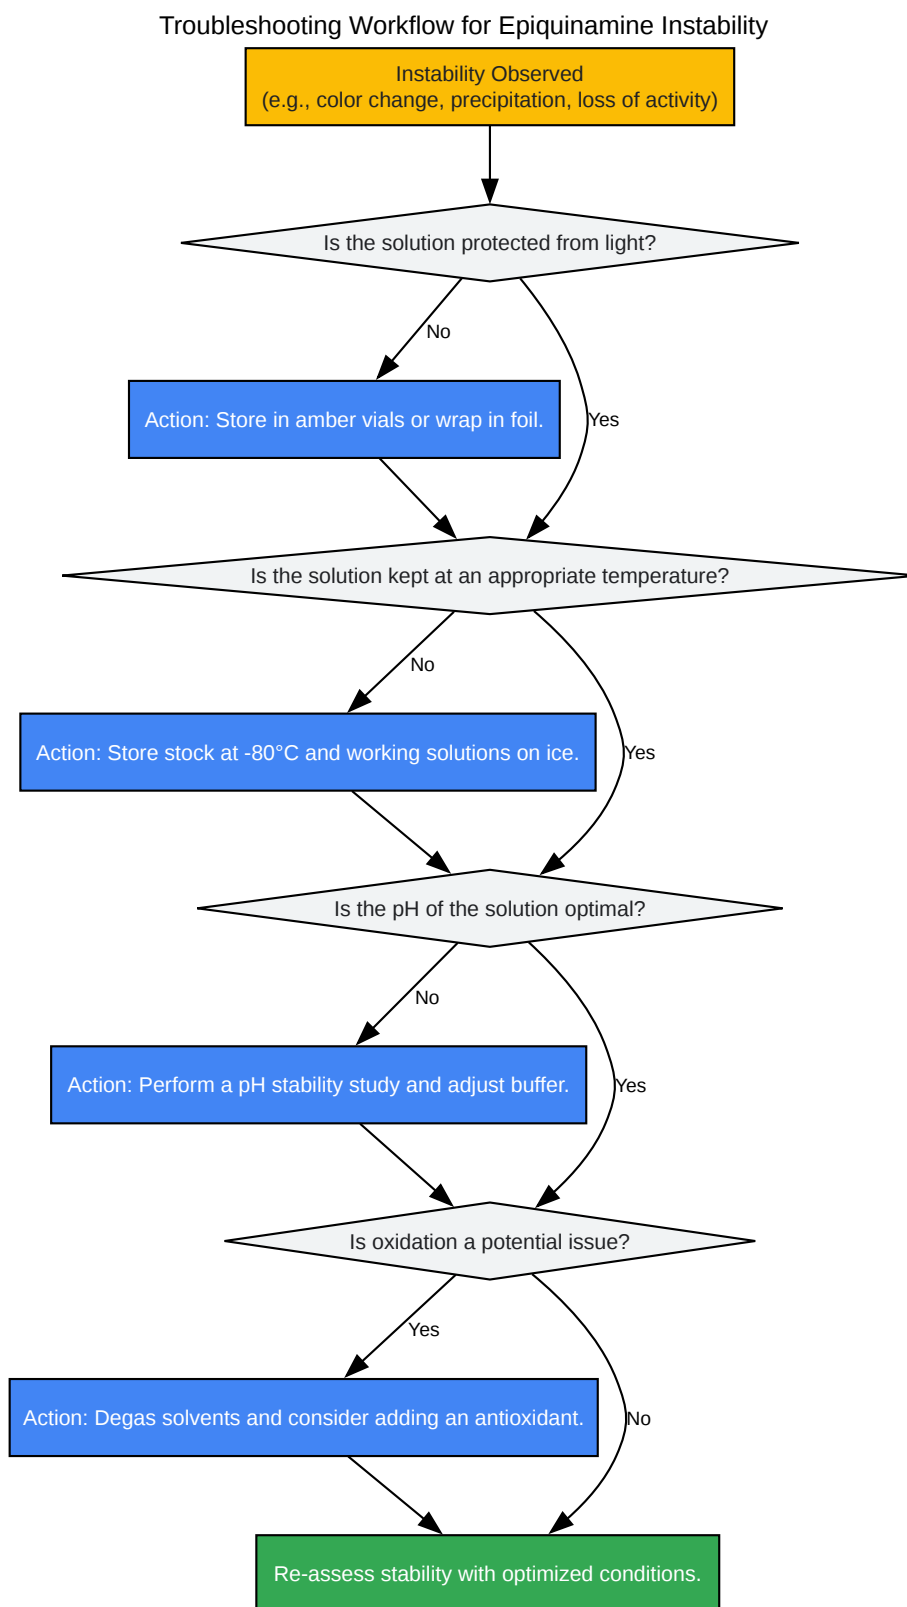 Troubleshooting Workflow for Epiquinamine Instability
Instability Observed
(e.g., color change, precipitation, loss of activity)
Is the solution protected from light?
No
Action: Store in amber vials or wrap in foil.
Yes
Is the solution kept at an appropriate temperature?
No
Action: Store stock at -80°C and working solutions on ice.
Yes
Is the pH of the solution optimal?
No
Action: Perform a pH stability study and adjust buffer.
Yes
Is oxidation a potential issue?
Yes
Action: Degas solvents and consider adding an antioxidant.
No
Re-assess stability with optimized conditions.